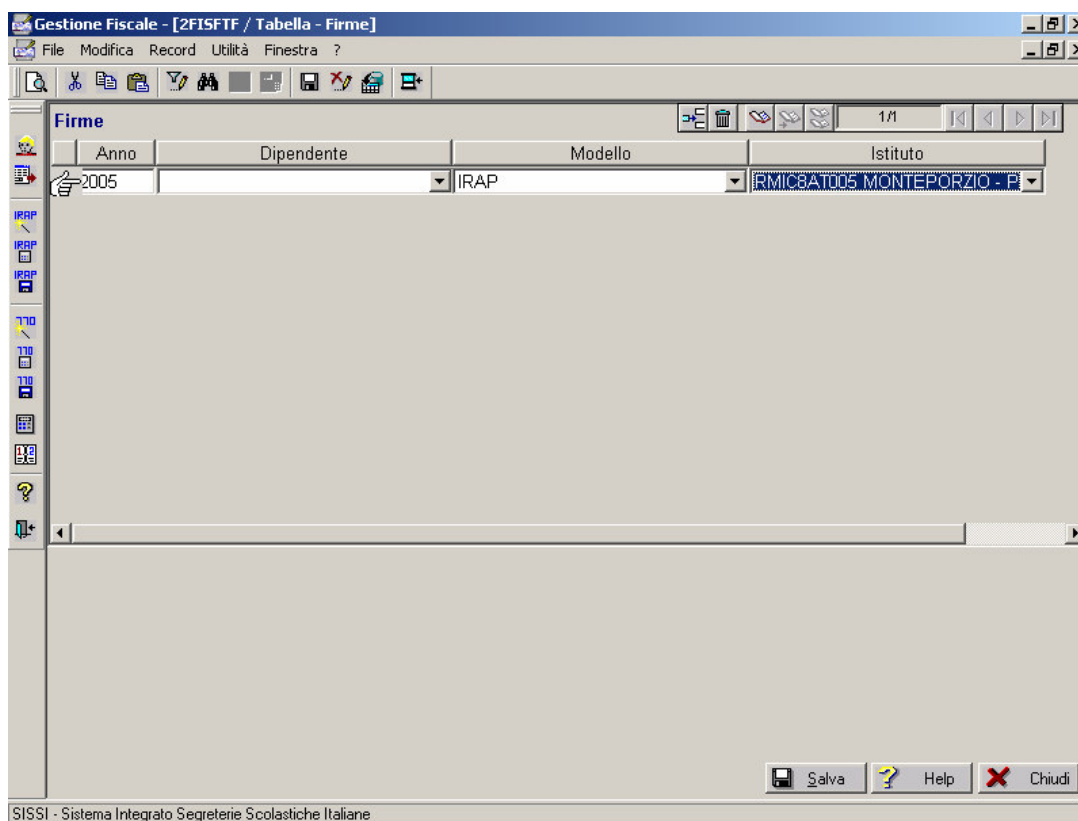 Gestione Fiscale - [2FISFTF / Tabella - Firme]
File Modifica Record Utilità Finestra ?
Firme
1/1
Anno Dipendente Modello Istituto
2005 IRAP RMIC8AT005 MONTEPORZIO - P
IRAP
IRAP
IRAP
770
770
770
Salva Help Chiudi
SISSI - Sistema Integrato Segreterie Scolastiche Italiane